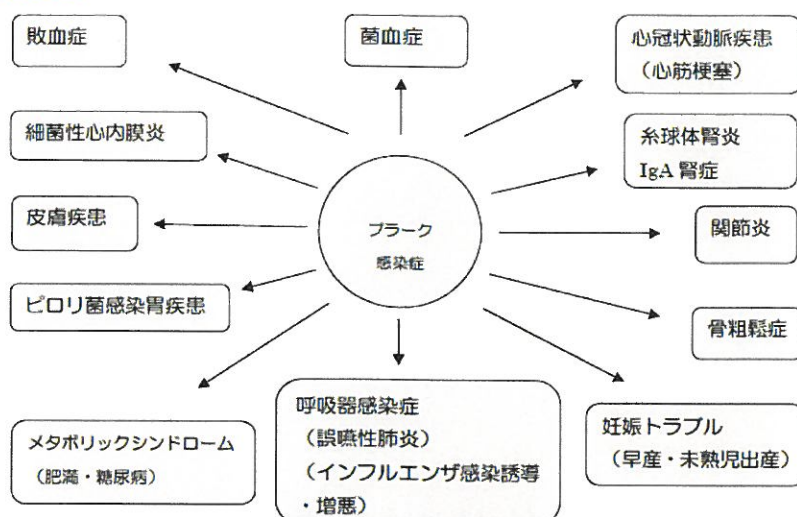 敗血症
菌血症
心冠状動脈疾患
（心筋梗塞）
細菌性心内膜炎
糸球体腎炎
IgA 腎症
皮膚疾患
プラーク
感染症
関節炎
ピロリ菌感染胃疾患
骨粗鬆症
メタボリックシンドローム
（肥満・糖尿病）
呼吸器感染症
（誤嚥性肺炎）
（インフルエンザ感染誘導
・増悪）
妊娠トラブル
（早産・未熟児出産）